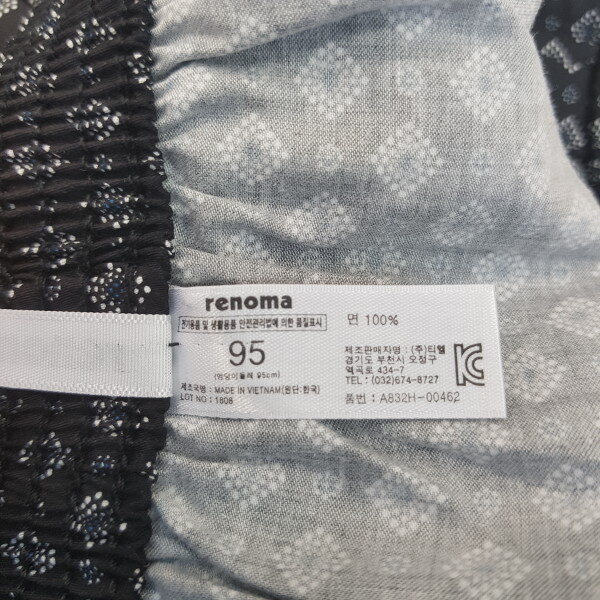 renoma
전기용품 및 생활용품 안전관리법에 의한 품질표시
95
(엉덩이둘레 95cm)
제조국명 : MADE IN VIETNAM(원단:한국)
LOT NO : 1808
면 100%
제조판매자명 : (주)티엘
경기도 부천시 오정구
역곡로 434-7
TEL : (032)674-8727
품번 : A832H-00462